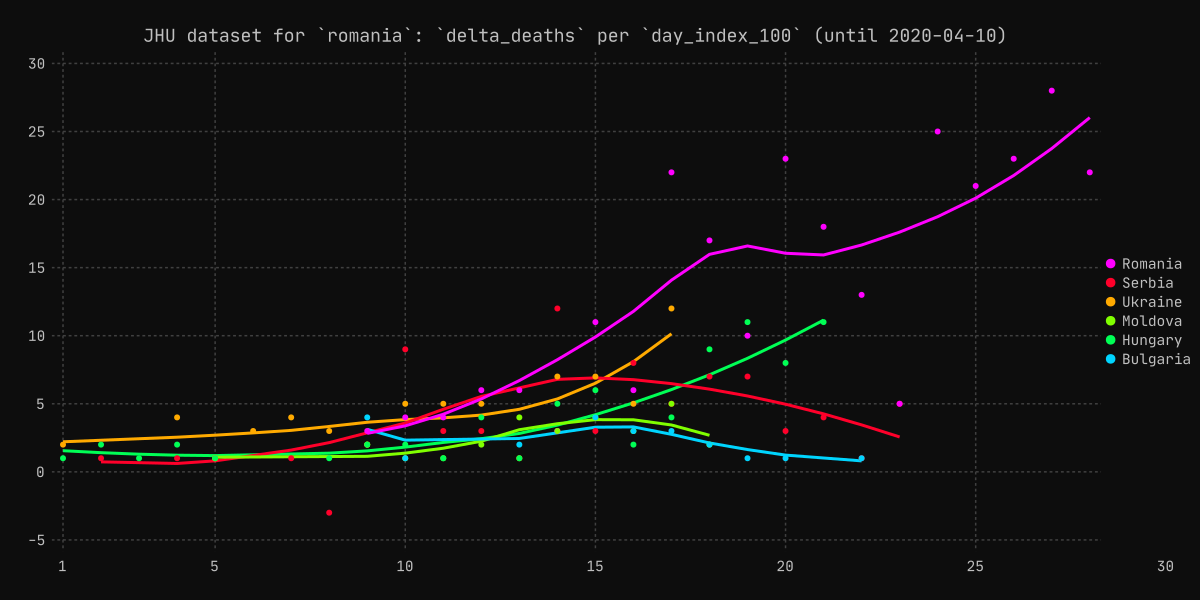 JHU dataset for `romania`: `delta_deaths` per `day_index_100` (until 2020-04-10)
30
25
20
15
10
5
0
-5
Romania
Serbia
Ukraine
Moldova
Hungary
Bulgaria
1 5 10 15 20 25 30